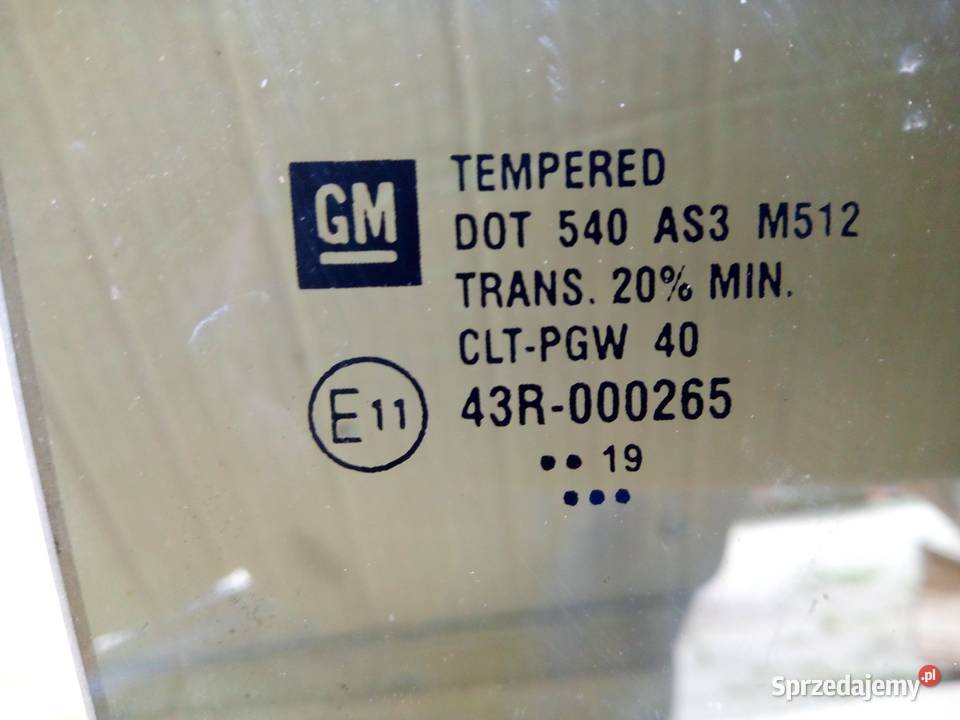 GM
TEMPERED
DOT 540 AS3 M512
TRANS. 20% MIN.
CLT-PGW 40
E11
43R-000265
•• 19
•••
Sprzedajemy.pl